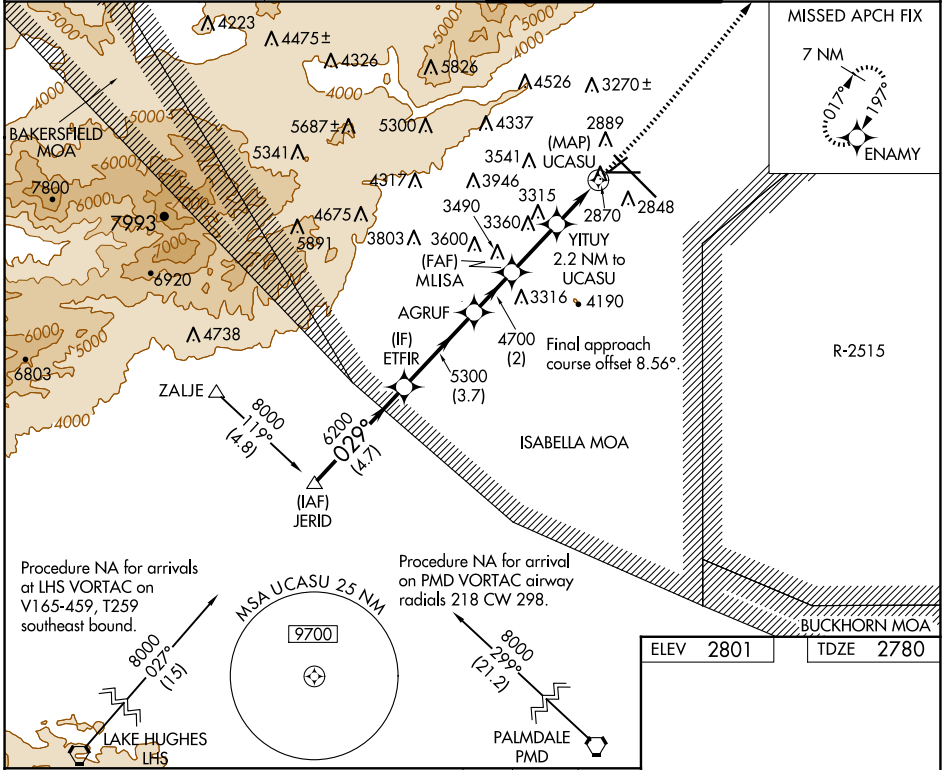 4223
4475±
4326
5826
5000
4000
4000
5000
4526
3270±
MISSED APCH FIX
7 NM
017°
197°
ENAMY
4000
5000
6000
BAKERSFIELD
MOA
5687±
5300
4337
2889
(MAP)
UCASU
5341
3541
7800
6000
4317
3946
3315
2848
2870
7993
4675
3490
3360
7000
5891
3803
3600
YITUY
2.2 NM to
UCASU
(FAF)
MLISA
6920
3316
4190
AGRUF
6000
5000
4738
(IF)
ETFIR
4700
(2)
Final approach
course offset 8.56°.
R-2515
6803
5300
(3.7)
4000
ZALJE
8000
119°
(4.8)
6200
029°
(4.7)
ISABELLA MOA
(IAF)
JERID
Procedure NA for arrivals
at LHS VORTAC on
V165-459, T259
southeast bound.
Procedure NA for arrival
on PMD VORTAC airway
radials 218 CW 298.
MSA UCASU 25 NM
9700
8000
027°
(15)
8000
299°
(21.2)
BUCKHORN MOA
ELEV 2801
TDZE 2780
LAKE HUGHES
LHS
PALMDALE
PMD